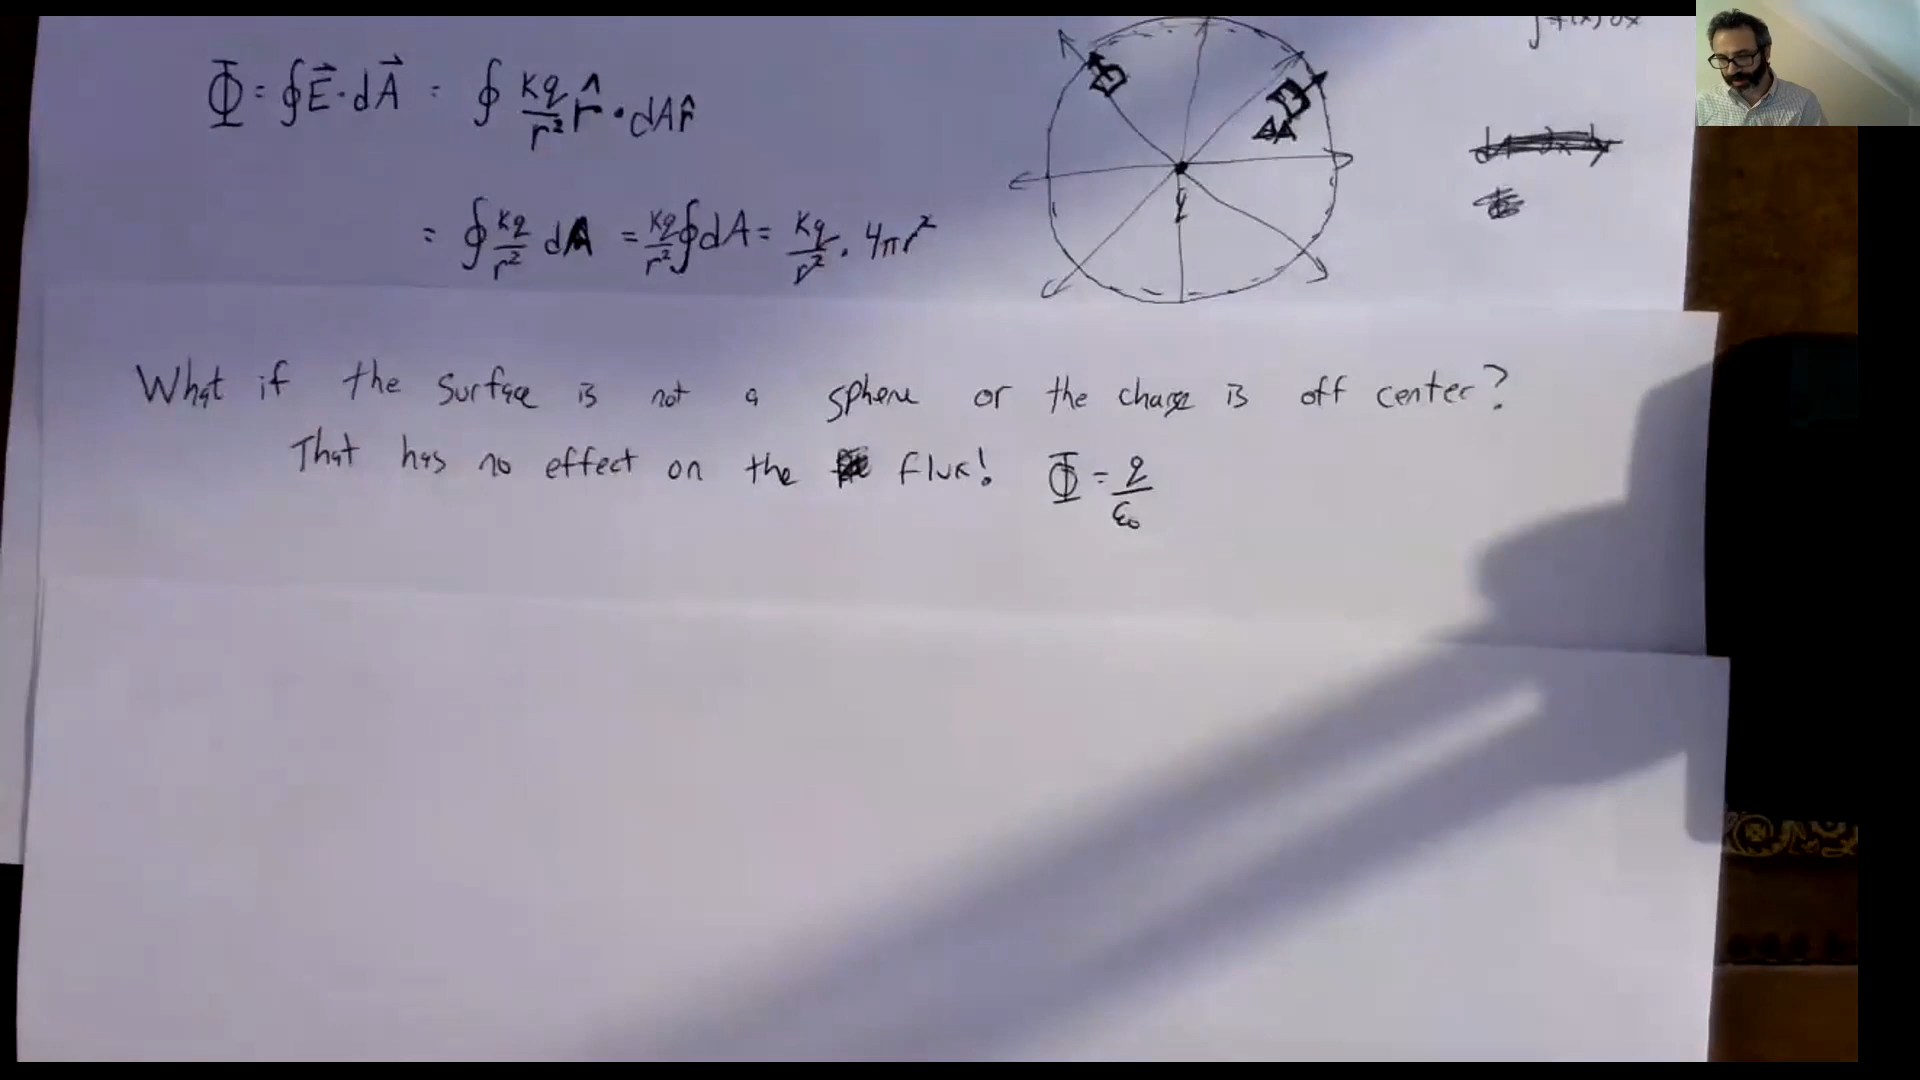 Φ = ∮E⃗·dA⃗ = ∮ kq/r² r̂ · dA r̂
= ∮ kq/r² dA = kq/r² ∮dA = kq/r² · 4πr²
ΔA
q
What if the surface is not a sphere or the charge is off center?
That has no effect on the flux! Φ = q/ε₀